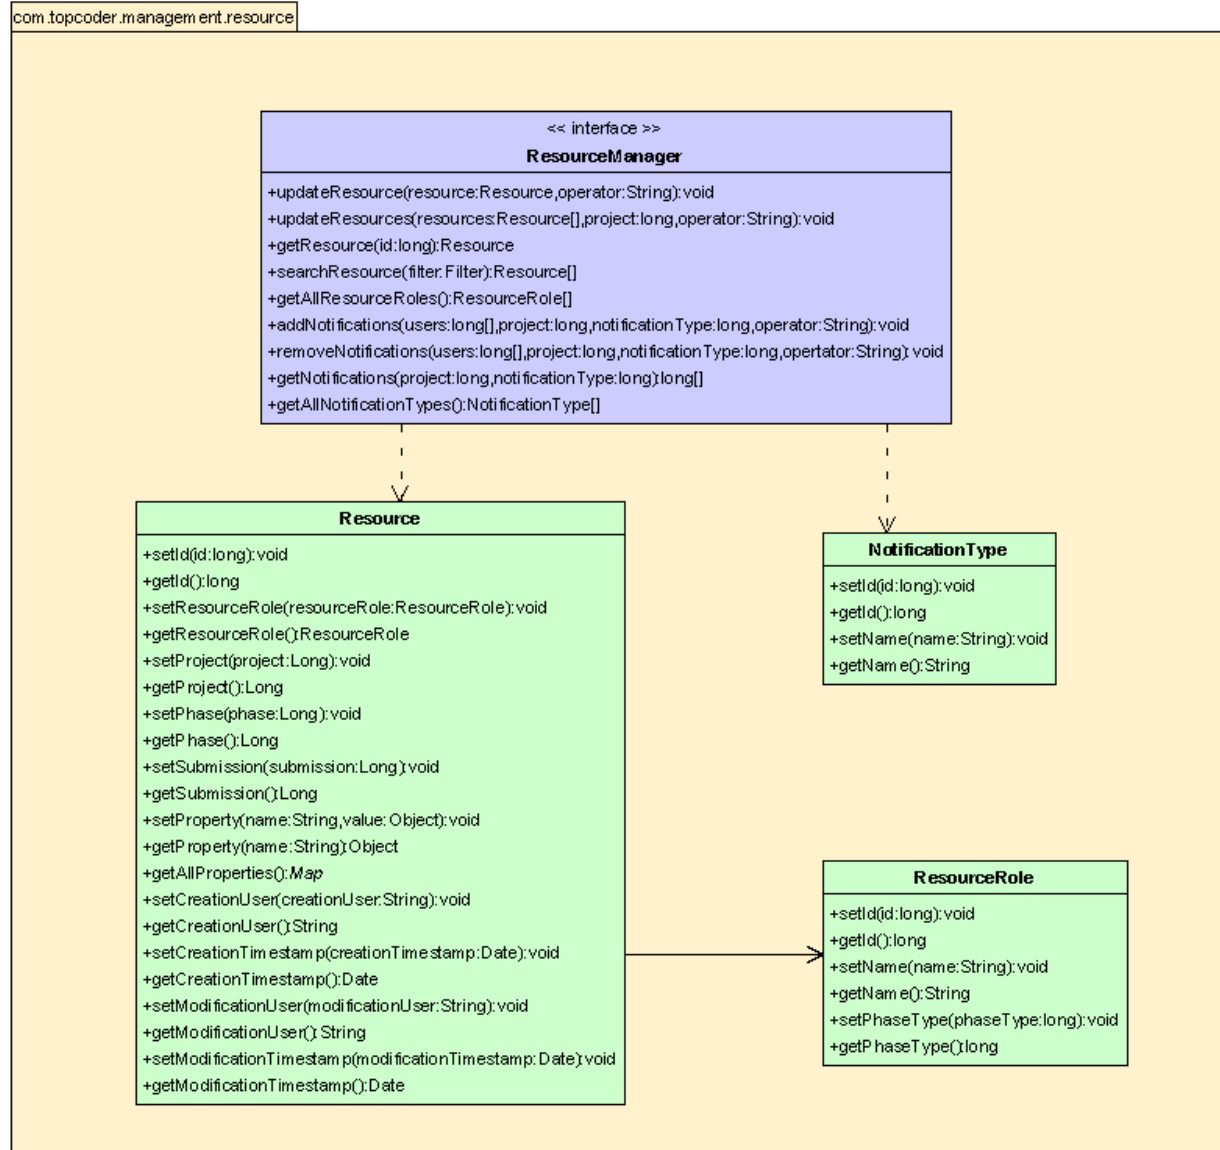 com.topcoder.management.resource
<< interface >>
ResourceManager
+updateResource(resource:Resource,operator:String):void
+updateResources(resources:Resource[],project:long,operator:String):void
+getResource(id:long):Resource
+searchResource(filter:Filter):Resource[]
+getAllResourceRoles():ResourceRole[]
+addNotifications(users:long[],project:long,notificationType:long,operator:String):void
+removeNotifications(users:long[],project:long,notificationType:long,opertator:String):void
+getNotifications(project:long,notificationType:long):long[]
+getAllNotificationTypes():NotificationType[]
Resource
+setId(id:long):void
+getId():long
+setResourceRole(resourceRole:ResourceRole):void
+getResourceRole():ResourceRole
+setProject(project:Long):void
+getProject():Long
+setPhase(phase:Long):void
+getPhase():Long
+setSubmission(submission:Long):void
+getSubmission():Long
+setProperty(name:String,value:Object):void
+getProperty(name:String):Object
+getAllProperties():Map
+setCreationUser(creationUser:String):void
+getCreationUser():String
+setCreationTimestamp(creationTimestamp:Date):void
+getCreationTimestamp():Date
+setModificationUser(modificationUser:String):void
+getModificationUser():String
+setModificationTimestamp(modificationTimestamp:Date):void
+getModificationTimestamp():Date
NotificationType
+setId(id:long):void
+getId():long
+setName(name:String):void
+getName():String
ResourceRole
+setId(id:long):void
+getId():long
+setName(name:String):void
+getName():String
+setPhaseType(phaseType:long):void
+getPhaseType():long